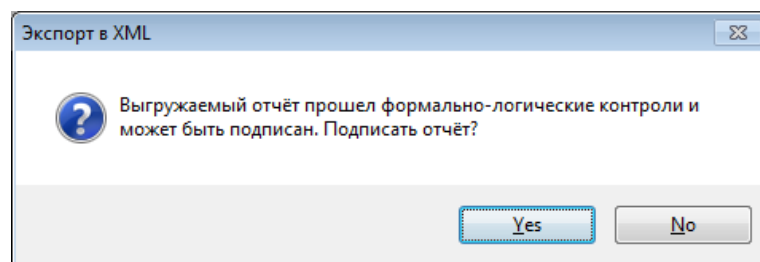 Экспорт в XML
Выгружаемый отчёт прошел формально-логические контроли и
может быть подписан. Подписать отчёт?
Yes
No